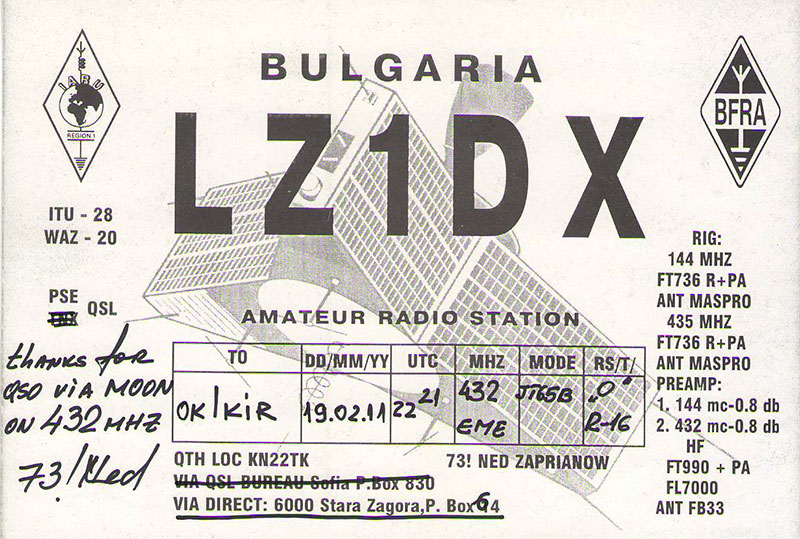 BULGARIA
LZ1DX
IARU
REGION 1
BFRA
ITU - 28
WAZ - 20
PSE
QSL
AMATEUR RADIO STATION
thANKS for
QSO ViA MOON
ON 432 MHZ
73! Ned
TO DD/MM/YY UTC MHZ MODE RS/T/
OK1KIR 19.02.11 22 21 432 JT65B „O"
EME R-16
QTH LOC KN22TK 73! NED ZAPRIANOW
VIA QSL BUREAU Sofia P.Box 830
VIA DIRECT: 6000 Stara Zagora,P. Box 64
RIG:
144 MHZ
FT736 R+PA
ANT MASPRO
435 MHZ
FT736 R+PA
ANT MASPRO
PREAMP:
1. 144 mc-0.8 db
2. 432 mc-0.8 db
HF
FT990 + PA
FL7000
ANT FB33